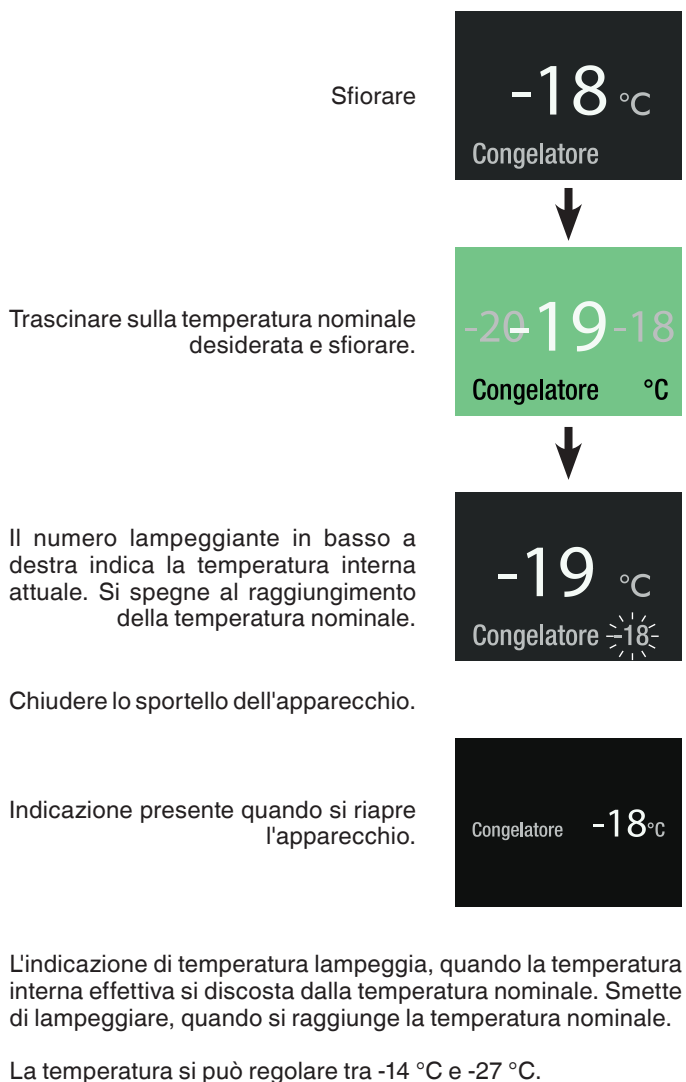 Sfiorare
-18 °C
Congelatore
Trascinare sulla temperatura nominale
desiderata e sfiorare.
-20 -19 -18
Congelatore °C
Il numero lampeggiante in basso a
destra indica la temperatura interna
attuale. Si spegne al raggiungimento
della temperatura nominale.
-19 °C
Congelatore -18
Chiudere lo sportello dell'apparecchio.
Indicazione presente quando si riapre
l'apparecchio.
Congelatore -18°C
L'indicazione di temperatura lampeggia, quando la temperatura
interna effettiva si discosta dalla temperatura nominale. Smette
di lampeggiare, quando si raggiunge la temperatura nominale.
La temperatura si può regolare tra -14 °C e -27 °C.